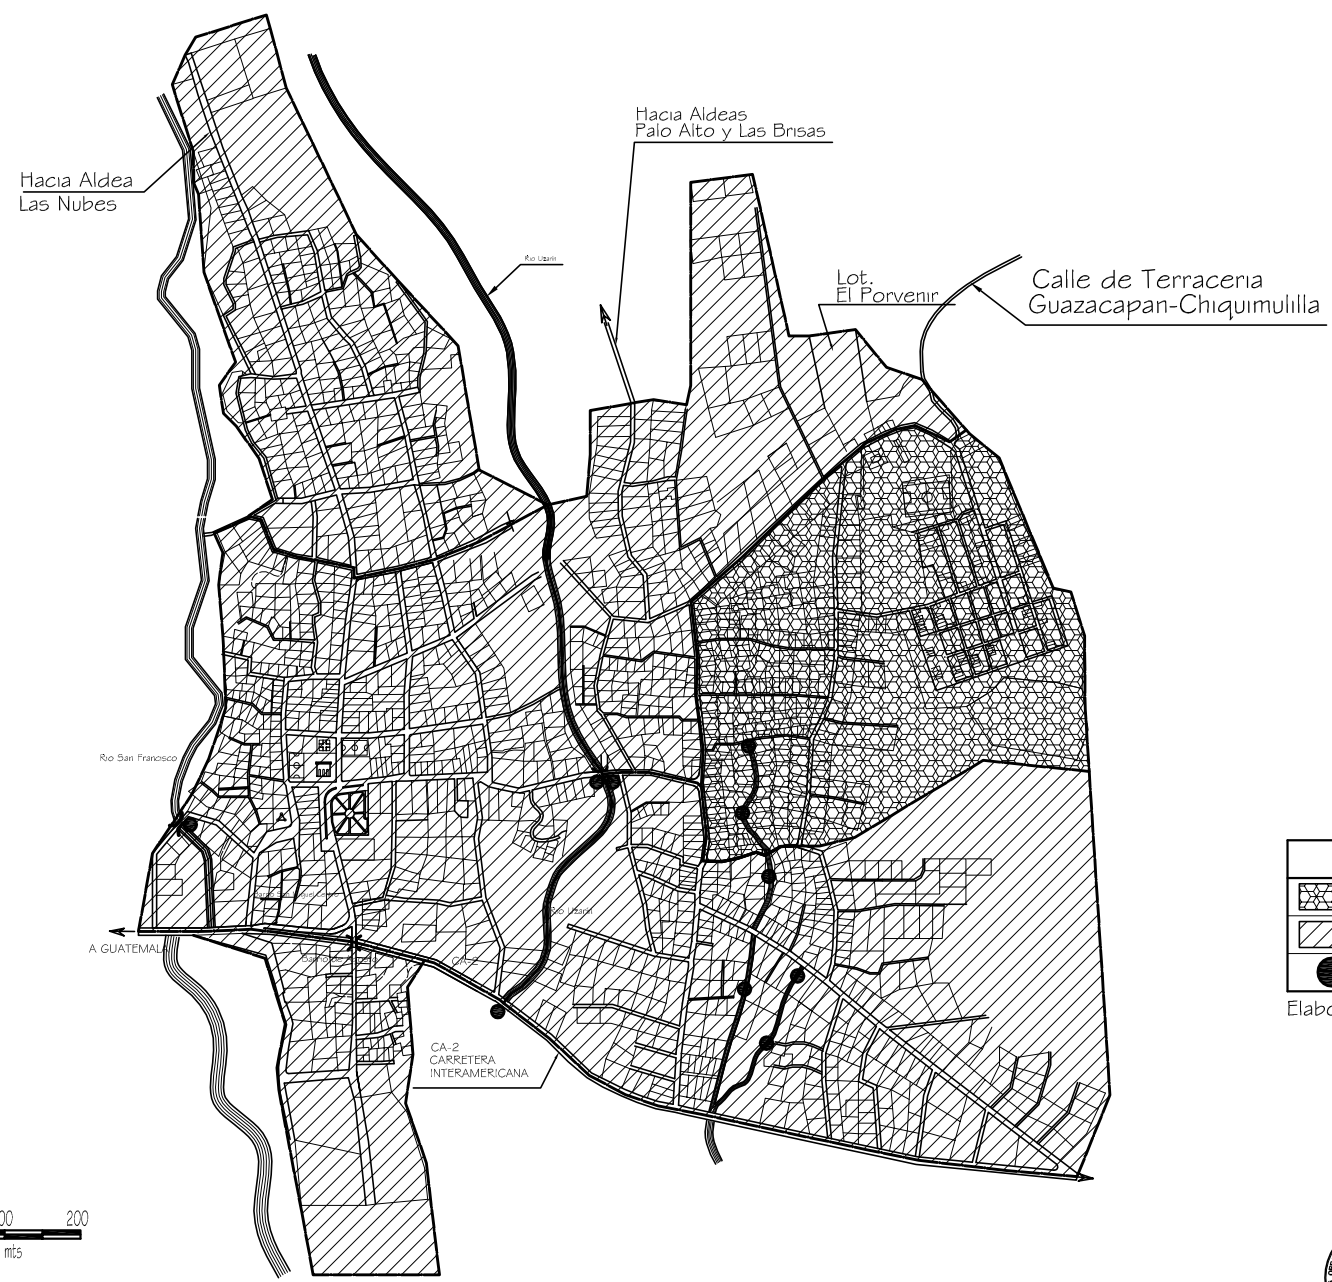 Hacia Aldeas
Palo Alto y Las Brisas
Hacia Aldea
Las Nubes
Rio Uzarin
Lot.
El Porvenir
Calle de Terraceria
Guazacapan-Chiquimulilla
Rio San Francisco
Rio Uzarin
A GUATEMALA
CA-2
CA-2
CARRETERA
INTERAMERICANA
Elabo
00 200
mts